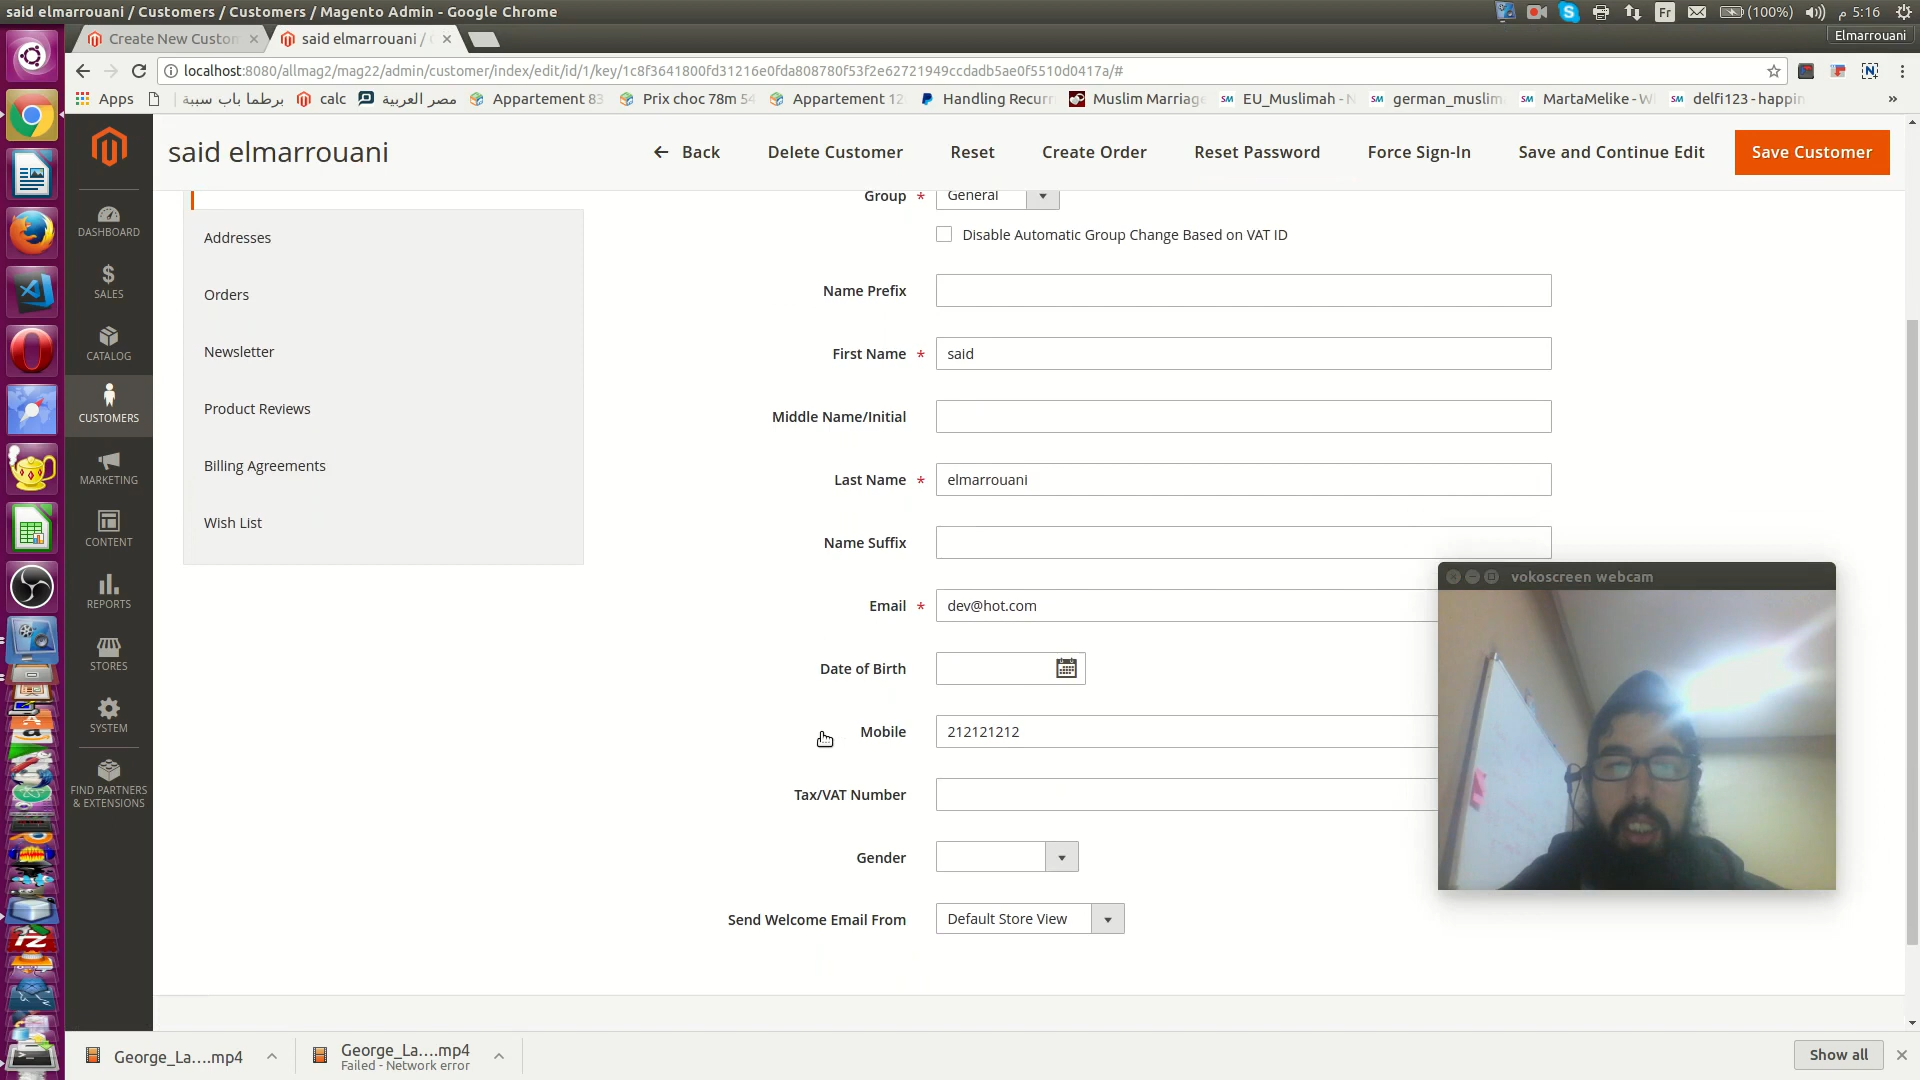 said elmarrouani / Customers / Customers / Magento Admin - Google Chrome
Fr
(100%)
5:16 م
Create New Custom
said elmarrouani /
Elmarrouani
localhost:8080/allmag2/mag22/admin/customer/index/edit/id/1/key/1c8f3641800fd31216e0fda808780f53f2e62721949ccdadb5ae0f5510d0417a/#
Apps
برطما باب سببة
calc
مصر العربية
Appartement 83
Prix choc 78m 54
Appartement 12
Handling Recurr
Muslim Marriag
EU_Muslimah - N
german_muslim
MartaMelike - W
delfi123 - happin
»
said elmarrouani
Back
Delete Customer
Reset
Create Order
Reset Password
Force Sign-In
Save and Continue Edit
Save Customer
DASHBOARD
SALES
CATALOG
CUSTOMERS
MARKETING
CONTENT
REPORTS
STORES
SYSTEM
FIND PARTNERS
& EXTENSIONS
Addresses
Orders
Newsletter
Product Reviews
Billing Agreements
Wish List
Group * General
Disable Automatic Group Change Based on VAT ID
Name Prefix
First Name * said
Middle Name/Initial
Last Name * elmarrouani
Name Suffix
Email * dev@hot.com
Date of Birth
Mobile 212121212
Tax/VAT Number
Gender
Send Welcome Email From Default Store View
vokoscreen webcam
George_La....mp4
George_La....mp4
Failed - Network error
Show all